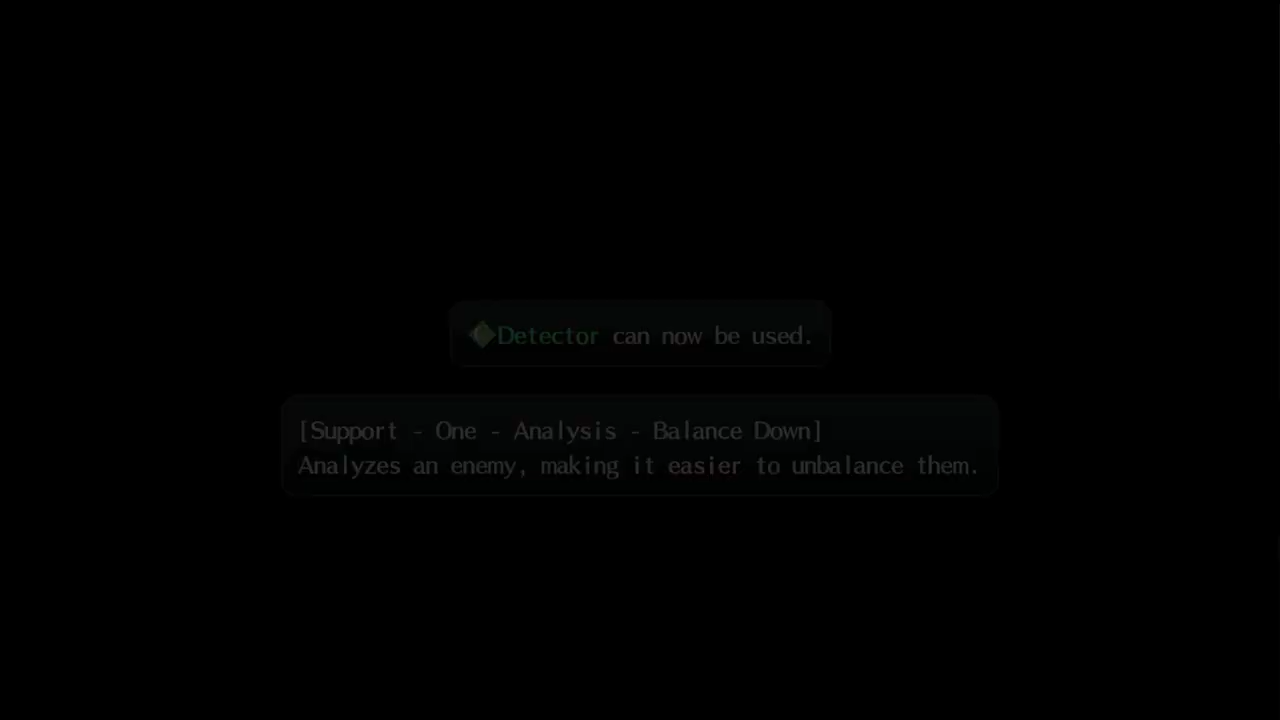 Detector can now be used.
[Support - One - Analysis - Balance Down]
Analyzes an enemy, making it easier to unbalance them.